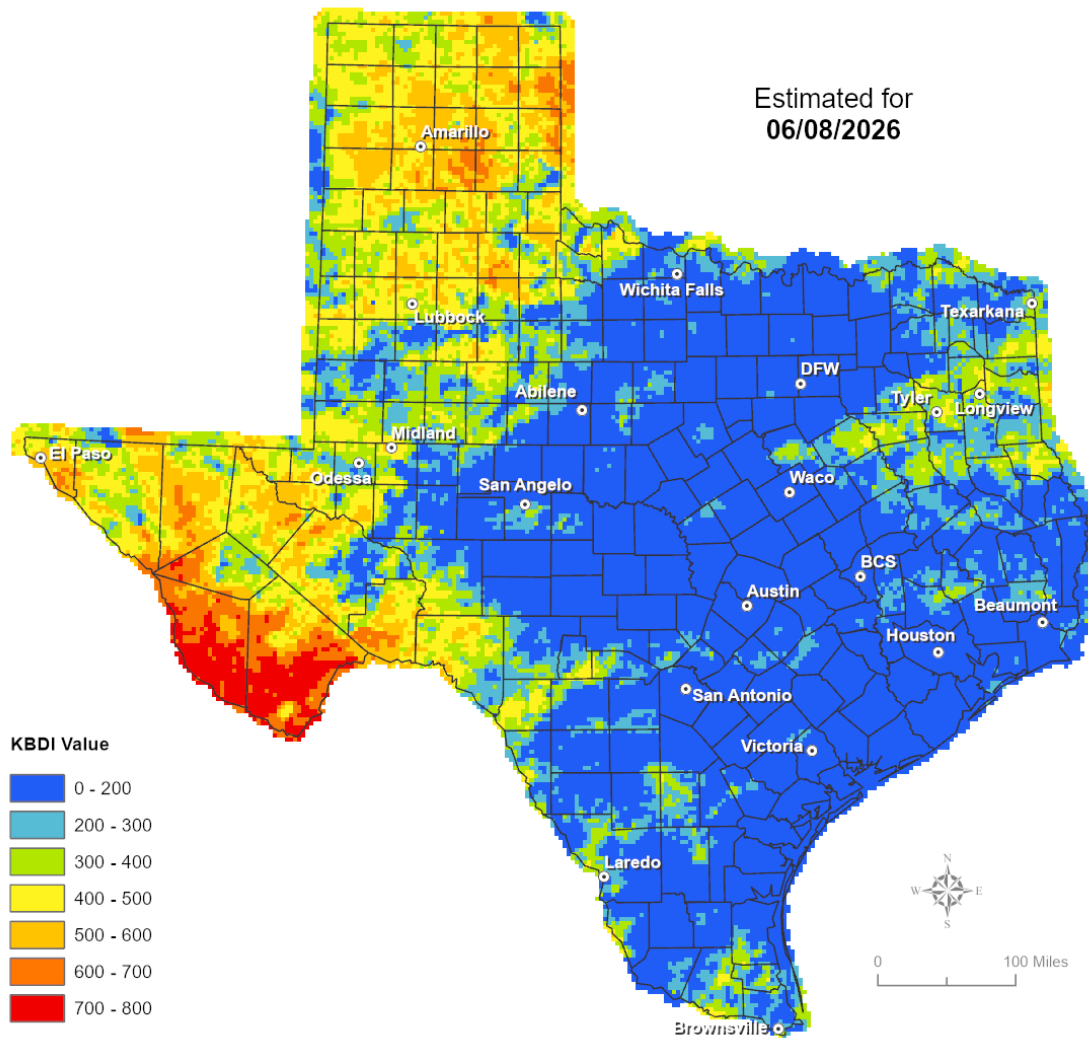 Estimated for
06/08/2026
Amarillo
Wichita Falls
Lubbock
Texarkana
DFW
Abilene
Tyler
Longview
Midland
El Paso
Odessa
San Angelo
Waco
BCS
Austin
Beaumont
Houston
San Antonio
Victoria
KBDI Value
0 - 200
200 - 300
300 - 400
400 - 500
500 - 600
600 - 700
700 - 800
Laredo
N
W E
S
0 100 Miles
Brownsville